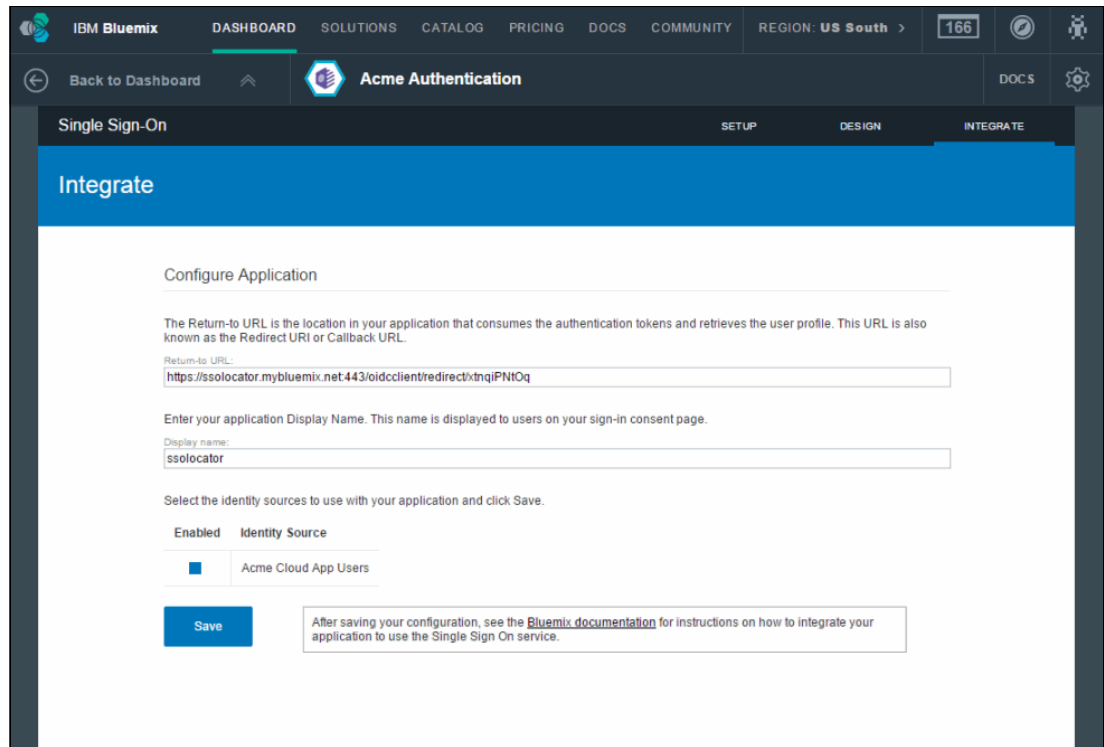 IBM Bluemix DASHBOARD SOLUTIONS CATALOG PRICING DOCS COMMUNITY REGION: US South > 166
Back to Dashboard Acme Authentication DOCS
Single Sign-On SETUP DESIGN INTEGRATE
Integrate
Configure Application
The Return-to URL is the location in your application that consumes the authentication tokens and retrieves the user profile. This URL is also
known as the Redirect URI or Callback URL.
Return-to URL:
https://ssolocator.mybluemix.net:443/oidcclient/redirect/xtnqiPNtOq
Enter your application Display Name. This name is displayed to users on your sign-in consent page.
Display name:
ssolocator
Select the identity sources to use with your application and click Save.
Enabled Identity Source
Acme Cloud App Users
Save
After saving your configuration, see the Bluemix documentation for instructions on how to integrate your
application to use the Single Sign On service.